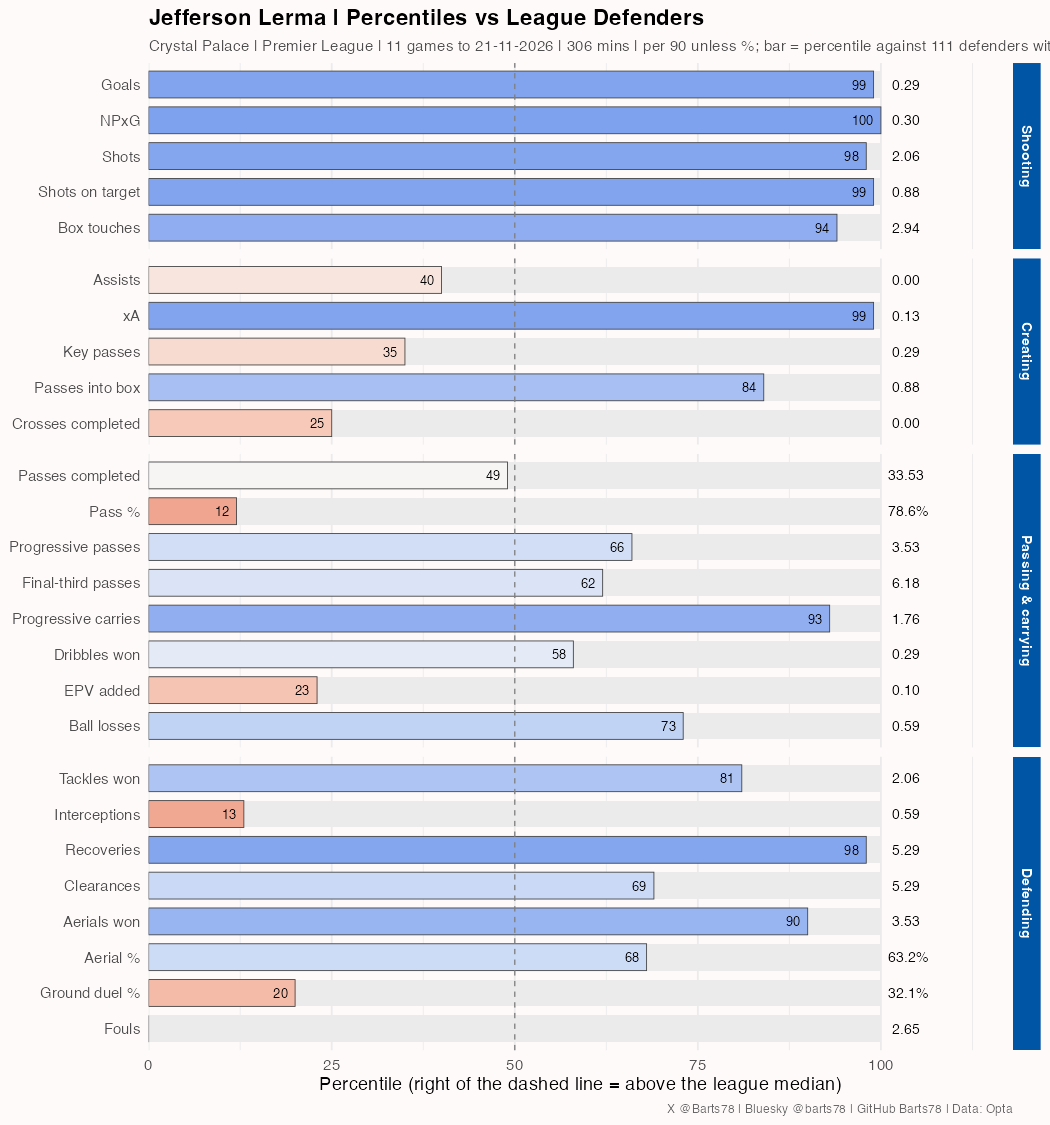 Jefferson Lerma | Percentiles vs League Defenders
Crystal Palace | Premier League | 11 games to 21-11-2026 | 306 mins | per 90 unless %; bar = percentile against 111 defenders wit
Goals 99 0.29
NPxG 100 0.30
Shots 98 2.06
Shots on target 99 0.88
Box touches 94 2.94
Shooting
Assists 40 0.00
xA 99 0.13
Key passes 35 0.29
Passes into box 84 0.88
Crosses completed 25 0.00
Creating
Passes completed 49 33.53
Pass % 12 78.6%
Progressive passes 66 3.53
Final-third passes 62 6.18
Progressive carries 93 1.76
Dribbles won 58 0.29
EPV added 23 0.10
Ball losses 73 0.59
Passing & carrying
Tackles won 81 2.06
Interceptions 13 0.59
Recoveries 98 5.29
Clearances 69 5.29
Aerials won 90 3.53
Aerial % 68 63.2%
Ground duel % 20 32.1%
Fouls 2.65
Defending
0 25 50 75 100
Percentile (right of the dashed line = above the league median)
X @Barts78 | Bluesky @barts78 | GitHub Barts78 | Data: Opta